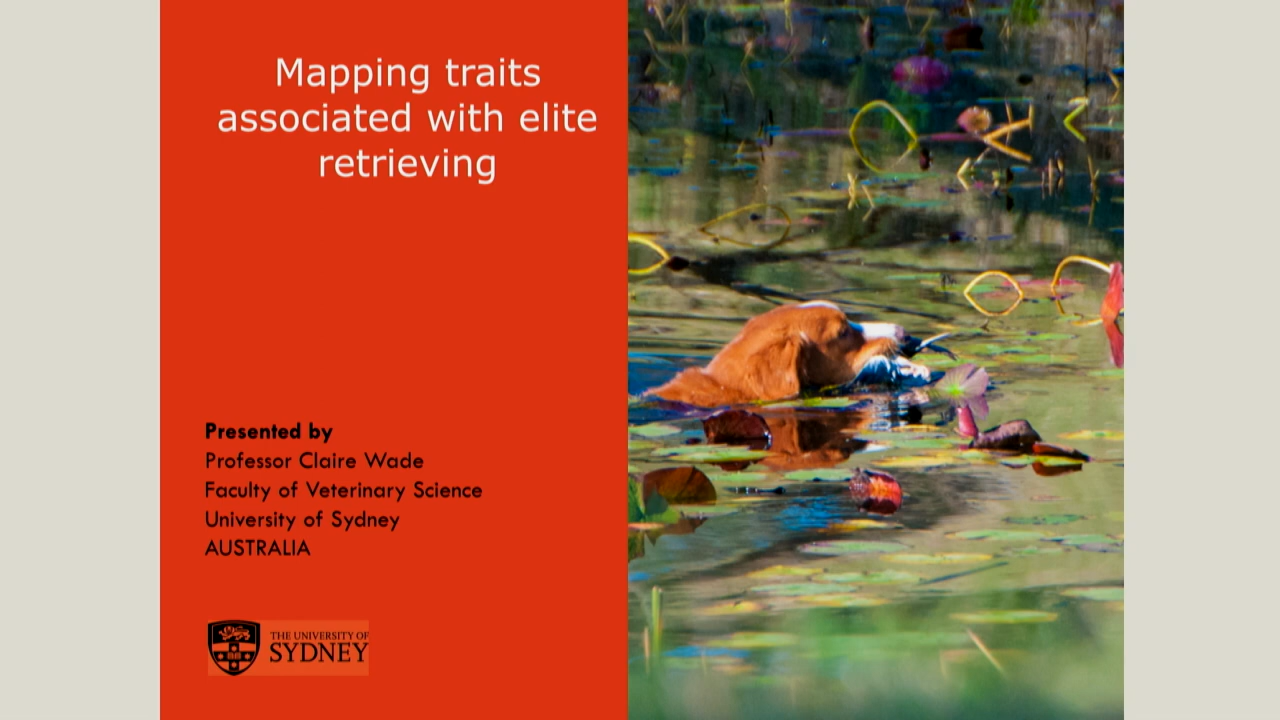 Mapping traits
associated with elite
retrieving
Presented by
Professor Claire Wade
Faculty of Veterinary Science
University of Sydney
AUSTRALIA
THE UNIVERSITY OF
SYDNEY